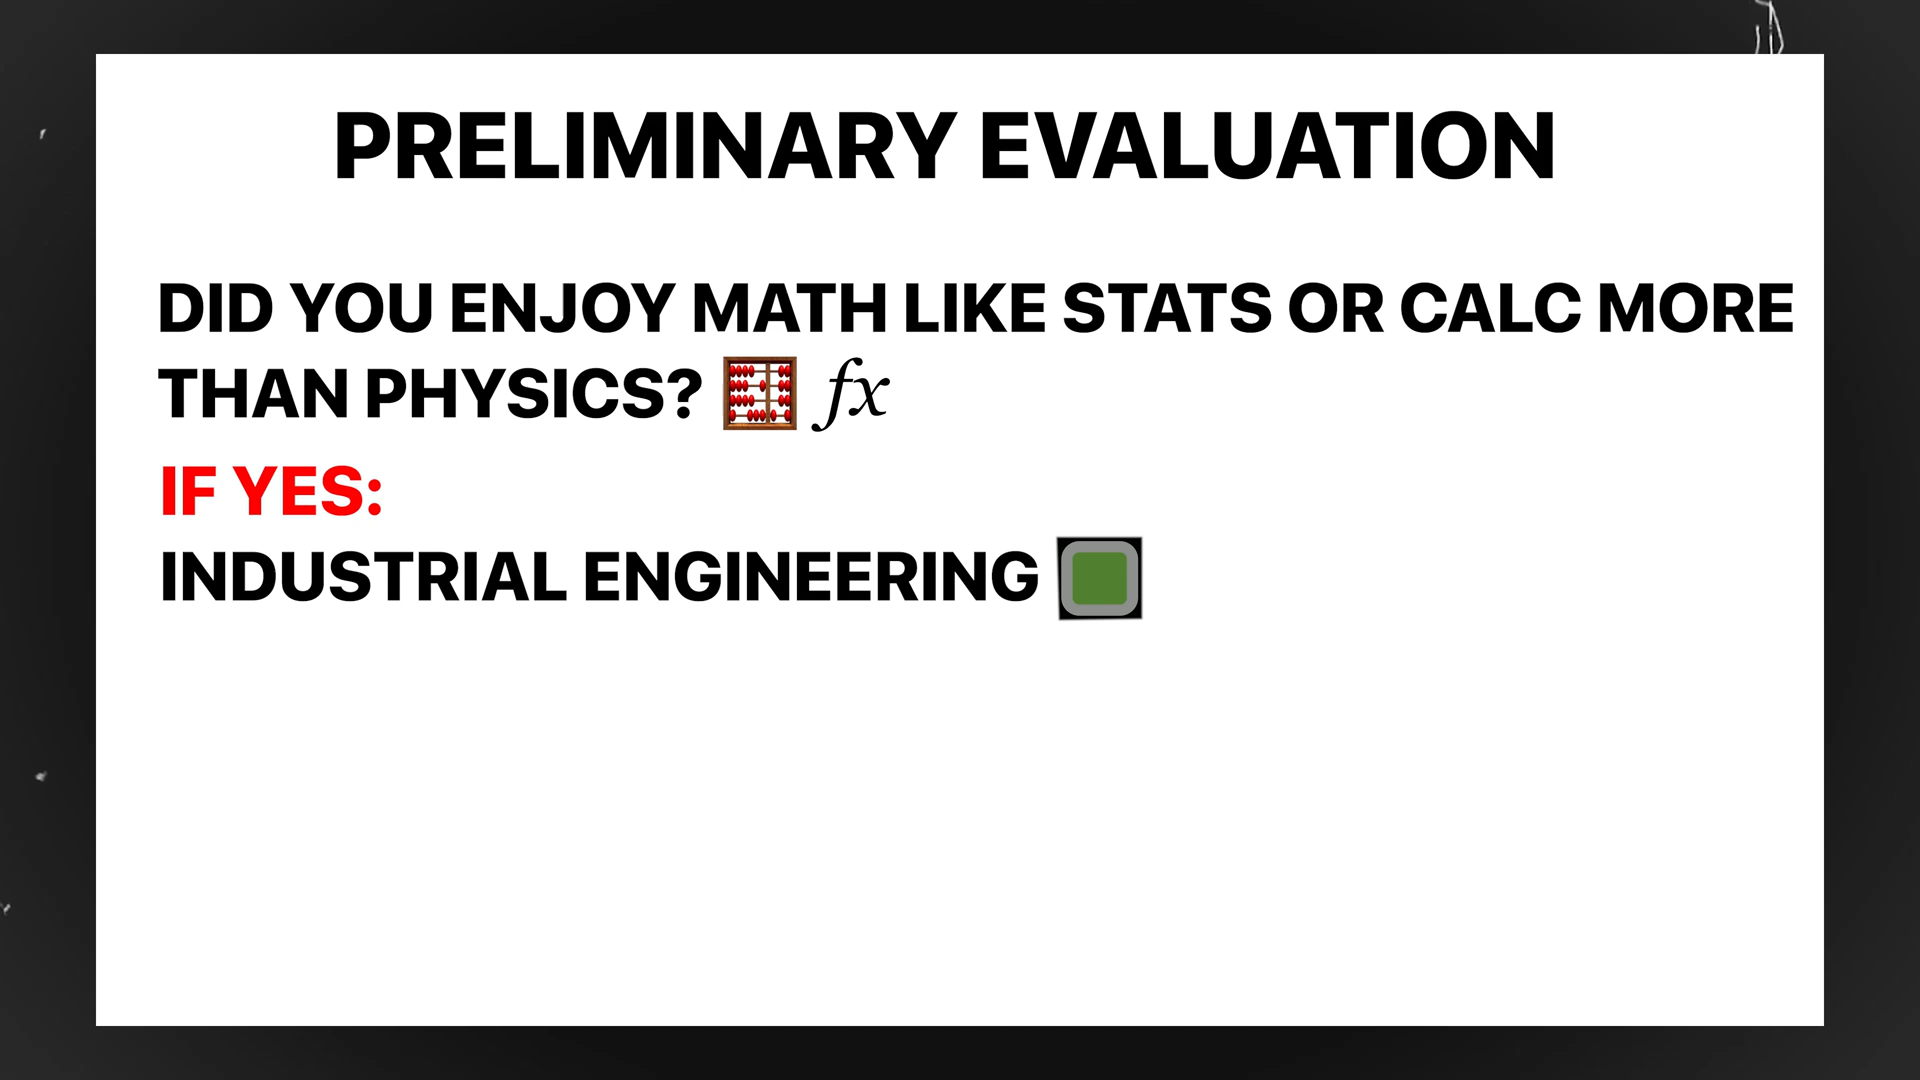 PRELIMINARY EVALUATION
DID YOU ENJOY MATH LIKE STATS OR CALC MORE
THAN PHYSICS? 🧮 fx
IF YES:
INDUSTRIAL ENGINEERING